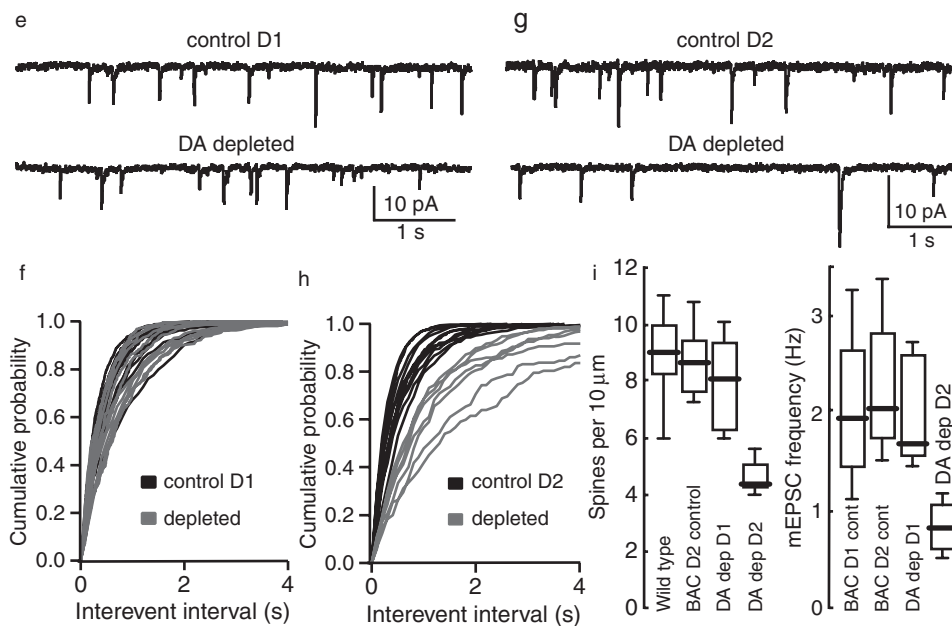 e
control D1
DA depleted
10 pA
1 s
g
control D2
DA depleted
10 pA
1 s
f
Cumulative probability
1.0
0.8
0.6
0.4
0.2
0.0
control D1
depleted
0
2
4
Interevent interval (s)
h
Cumulative probability
1.0
0.8
0.6
0.4
0.2
0.0
control D2
depleted
0
2
4
Interevent interval (s)
i
Spines per 10 μm
12
10
8
6
4
12
0
Wild type
BAC D2 control
DA dep D1
DA dep D2
mEPSC frequency (Hz)
3
2
1
0
BAC D1 cont
BAC D2 cont
DA dep D1
DA dep D2